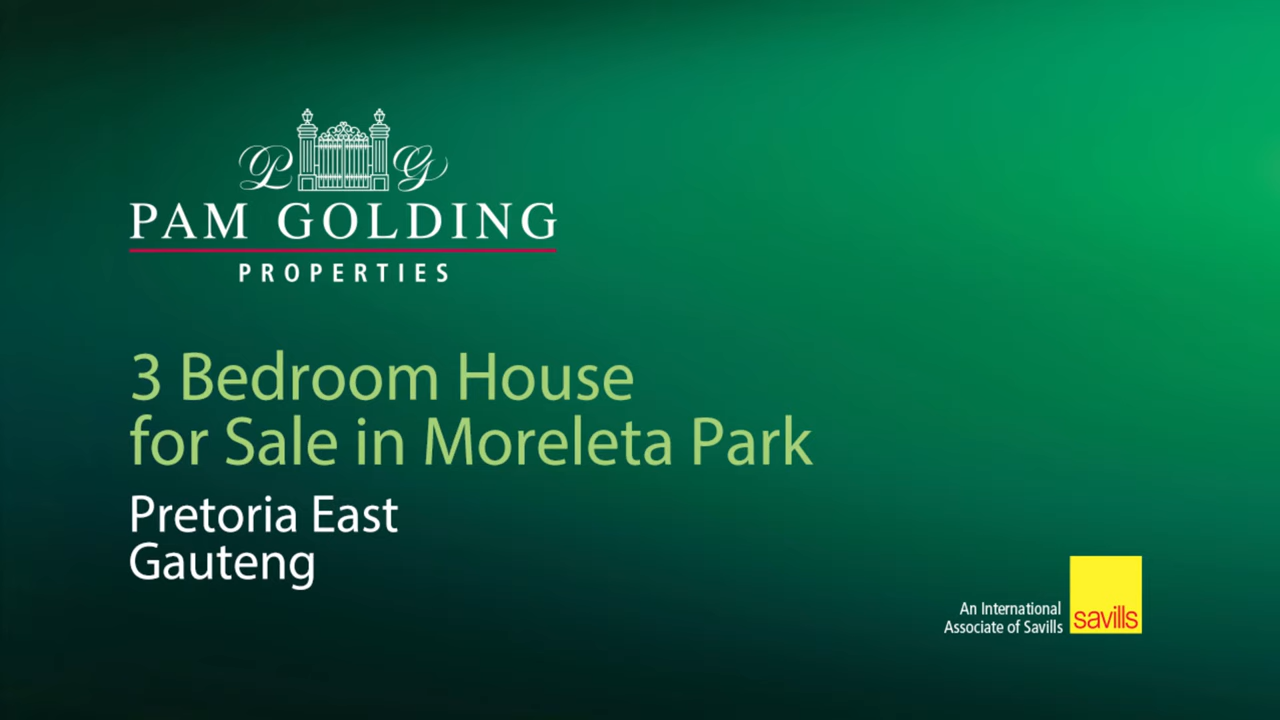 P G
PAM GOLDING
PROPERTIES
3 Bedroom House
for Sale in Moreleta Park
Pretoria East
Gauteng
An International
Associate of Savills
savills